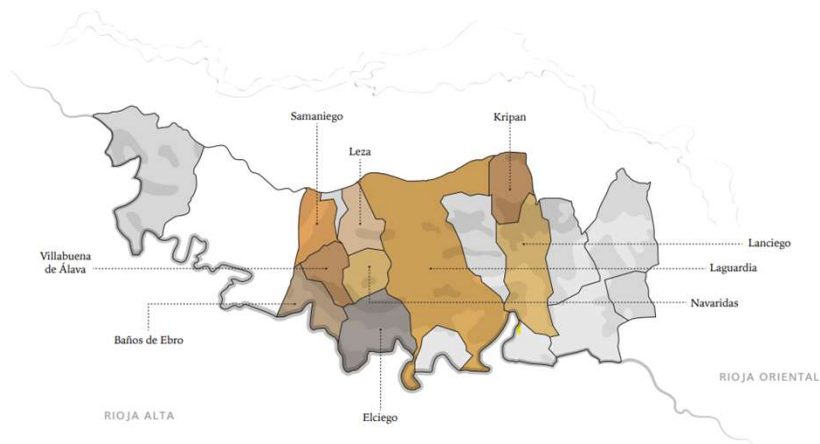 Samaniego
Kripan
Leza
Villabuena
de Álava
Lanciego
Laguardia
Navaridas
Baños de Ebro
RIOJA ORIENTAL
RIOJA ALTA
Elciego